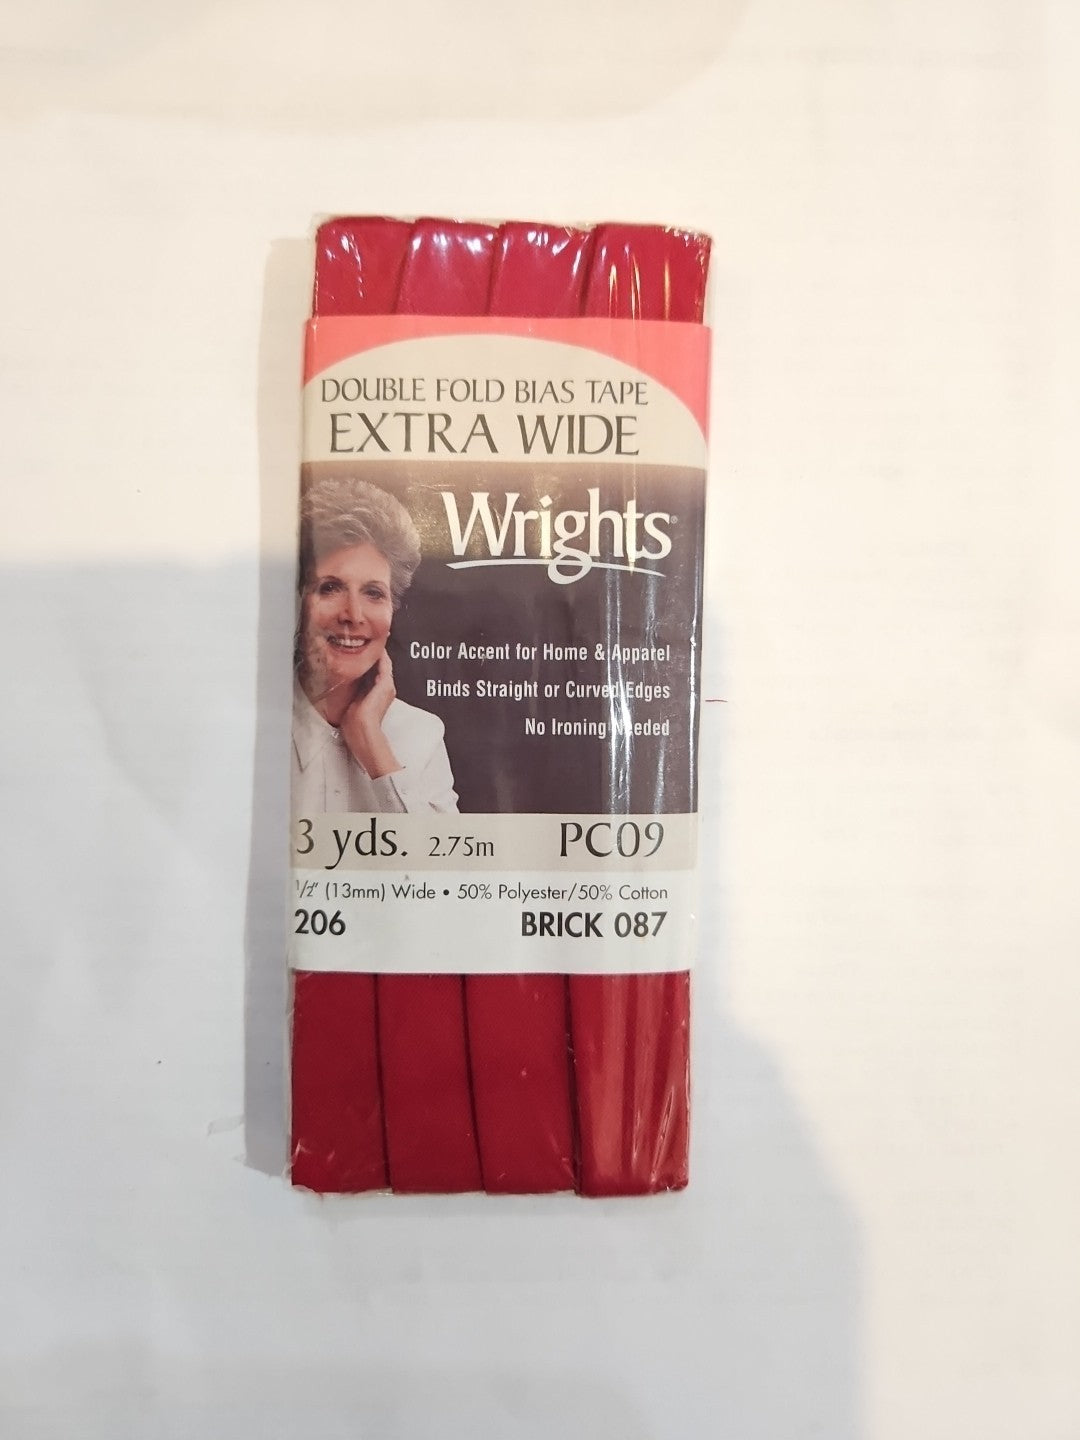 DOUBLE FOLD BIAS TAPE
EXTRA WIDE
Wrights®
Color Accent for Home & Apparel
Binds Straight or Curved Edges
No Ironing Needed
3 yds. 2.75m PC09
1/2" (13mm) Wide • 50% Polyester/50% Cotton
206 BRICK 087